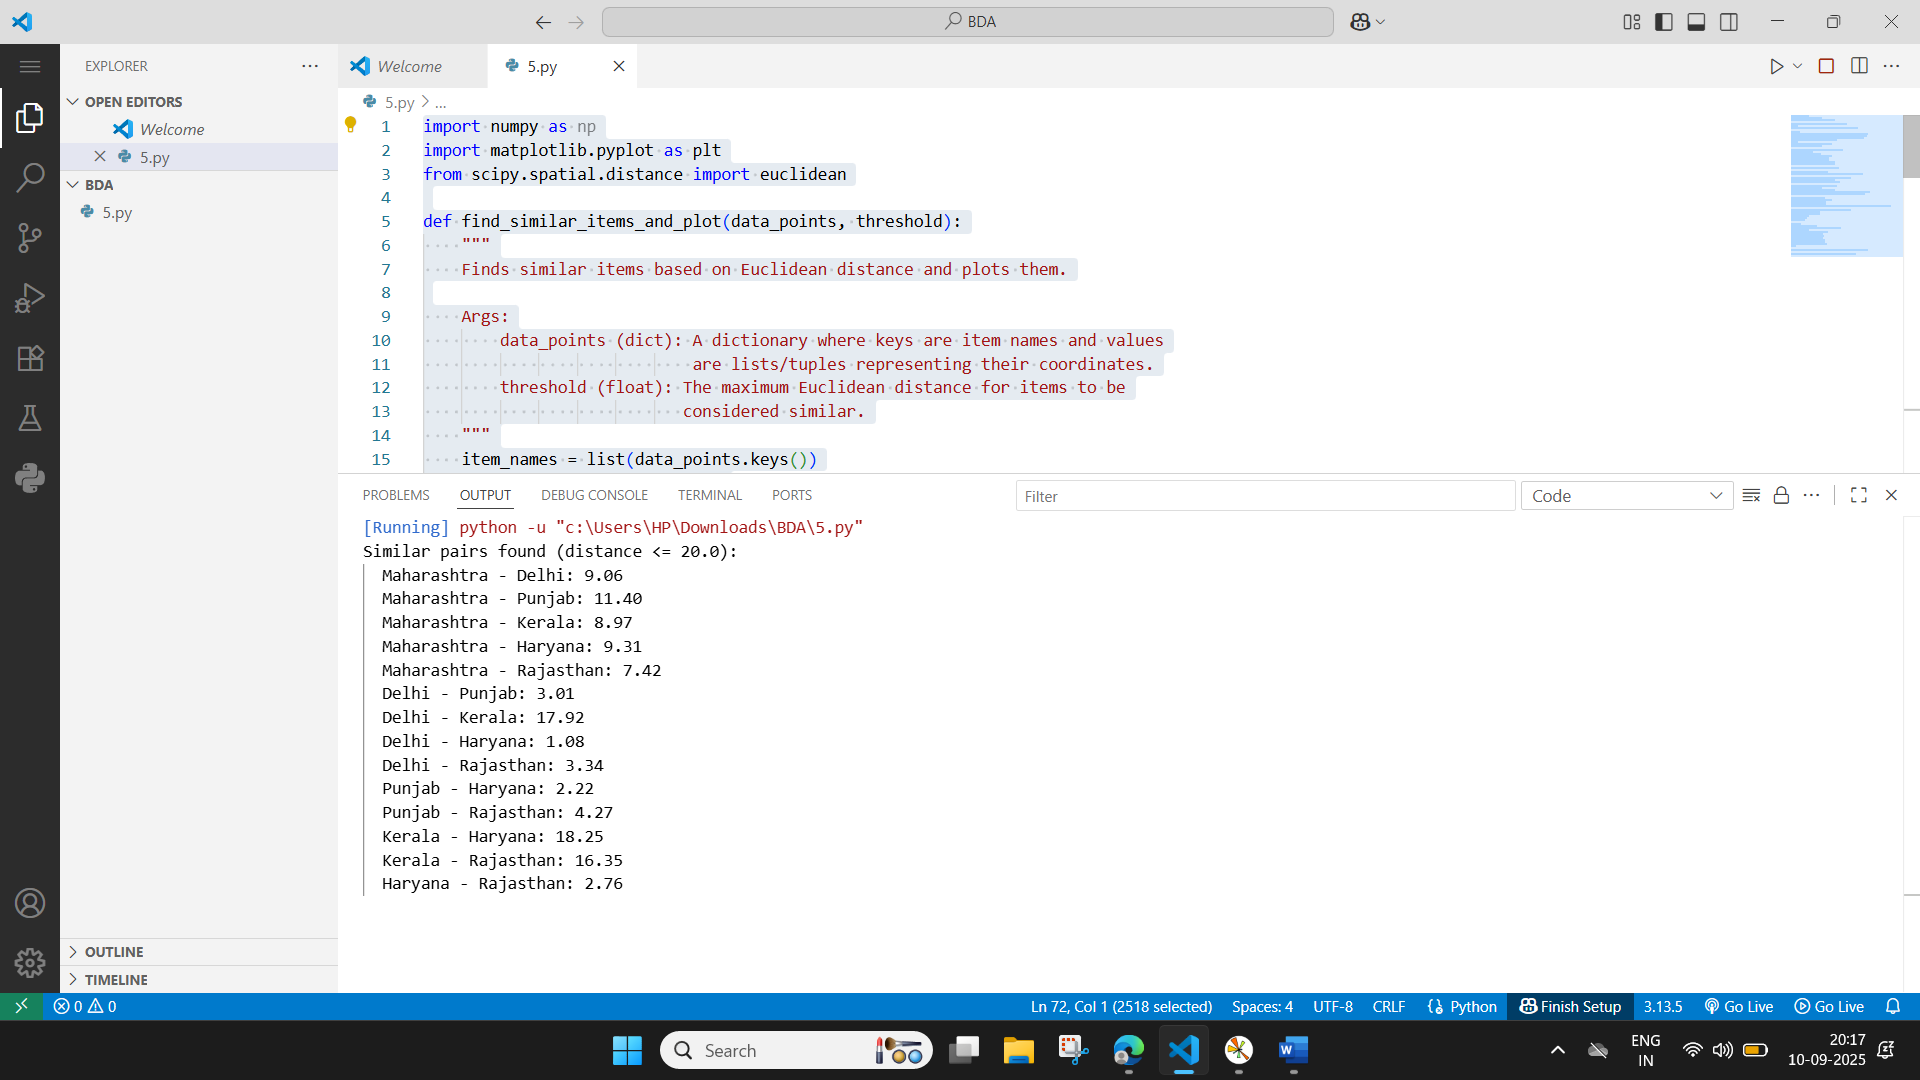 BDA
EXPLORER
OPEN EDITORS
Welcome
5.py
BDA
5.py
OUTLINE
TIMELINE
Welcome
5.py
5.py > ...
1 import numpy as np
2 import matplotlib.pyplot as plt
3 from scipy.spatial.distance import euclidean
4
5 def find_similar_items_and_plot(data_points, threshold):
6     """
7     Finds similar items based on Euclidean distance and plots them.
8
9     Args:
10         data_points (dict): A dictionary where keys are item names and values
11                             are lists/tuples representing their coordinates.
12         threshold (float): The maximum Euclidean distance for items to be
13                            considered similar.
14     """
15     item_names = list(data_points.keys())
PROBLEMS OUTPUT DEBUG CONSOLE TERMINAL PORTS Filter Code
[Running] python -u "c:\Users\HP\Downloads\BDA\5.py"
Similar pairs found (distance <= 20.0):
Maharashtra - Delhi: 9.06
Maharashtra - Punjab: 11.40
Maharashtra - Kerala: 8.97
Maharashtra - Haryana: 9.31
Maharashtra - Rajasthan: 7.42
Delhi - Punjab: 3.01
Delhi - Kerala: 17.92
Delhi - Haryana: 1.08
Delhi - Rajasthan: 3.34
Punjab - Haryana: 2.22
Punjab - Rajasthan: 4.27
Kerala - Haryana: 18.25
Kerala - Rajasthan: 16.35
Haryana - Rajasthan: 2.76
0 0 Ln 72, Col 1 (2518 selected) Spaces: 4 UTF-8 CRLF Python Finish Setup 3.13.5 Go Live Go Live
Search
ENG
IN
20:17
10-09-2025